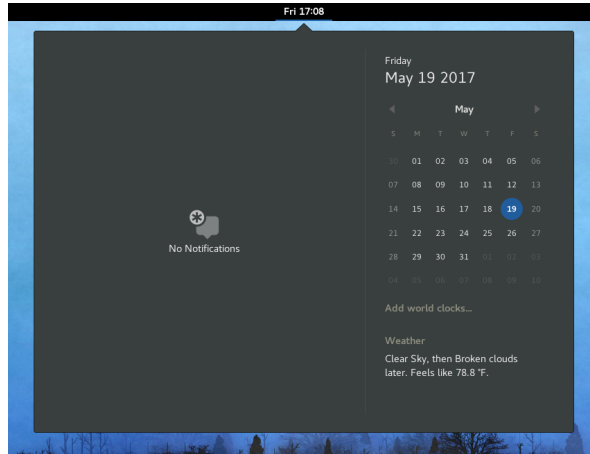 Fri 17:08
Friday
May 19 2017
May
S M T W T F S
30 01 02 03 04 05 06
07 08 09 10 11 12 13
14 15 16 17 18 19 20
21 22 23 24 25 26 27
28 29 30 31 01 02 03
04 05 06 07 08 09 10
No Notifications
Add world clocks...
Weather
Clear Sky, then Broken clouds
later. Feels like 78.8 °F.